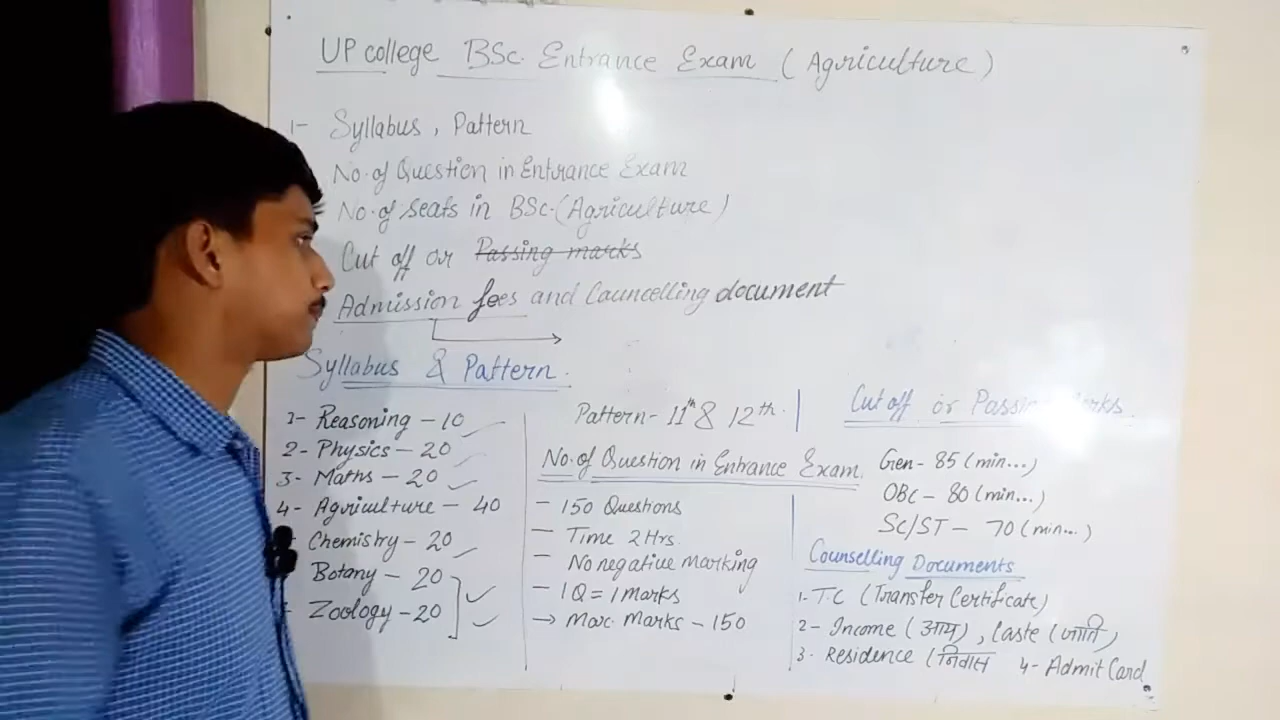 UP college BSc. Entrance Exam (Agriculture)
1- Syllabus, Pattern
No. of Question in Entrance Exam
No. of seats in BSc. (Agriculture)
Cut off or Passing marks
Admission fees and Councelling document
Syllabus & Pattern.
1- Reasoning - 10
2- Physics - 20
3- Maths - 20
4- Agriculture - 40
Chemistry - 20
Botany - 20
Zoology - 20
Pattern - 11th & 12th.
No. of Question in Entrance Exam.
- 150 Questions
- Time 2 Hrs.
- No negative marking
- 1Q = 1 marks
→ Max. Marks - 150
Cut off or
Gen - 85 (min...)
OBC - 80 (min...)
SC/ST - 70 (min...)
Counselling Documents
1- T.C (Transfer Certificate)
2- Income (आय), Caste (जाति)
3- Residence (निवास 4- Admit Card